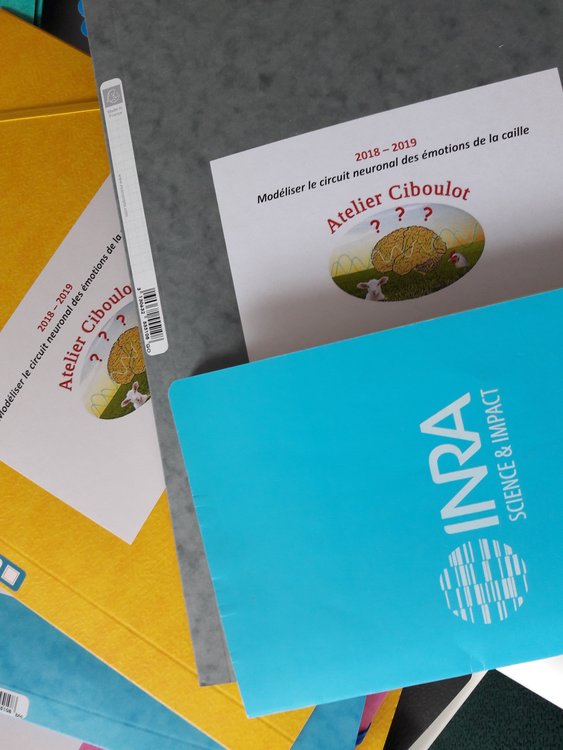 2018 – 2019
Modéliser le circuit neuronal des émotions de la caille
Atelier Ciboulot
? ? ?
2018 – 2019
Modéliser le circuit neuronal des émotions de la
Atelier Ciboulo
? ? ?
INRA
SCIENCE & IMPACT